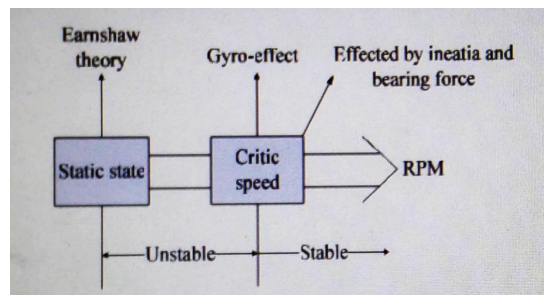 Earnshaw
theory
Gyro-effect
Effected by ineatia and
bearing force
Static state
Critic
speed
RPM
Unstable
Stable